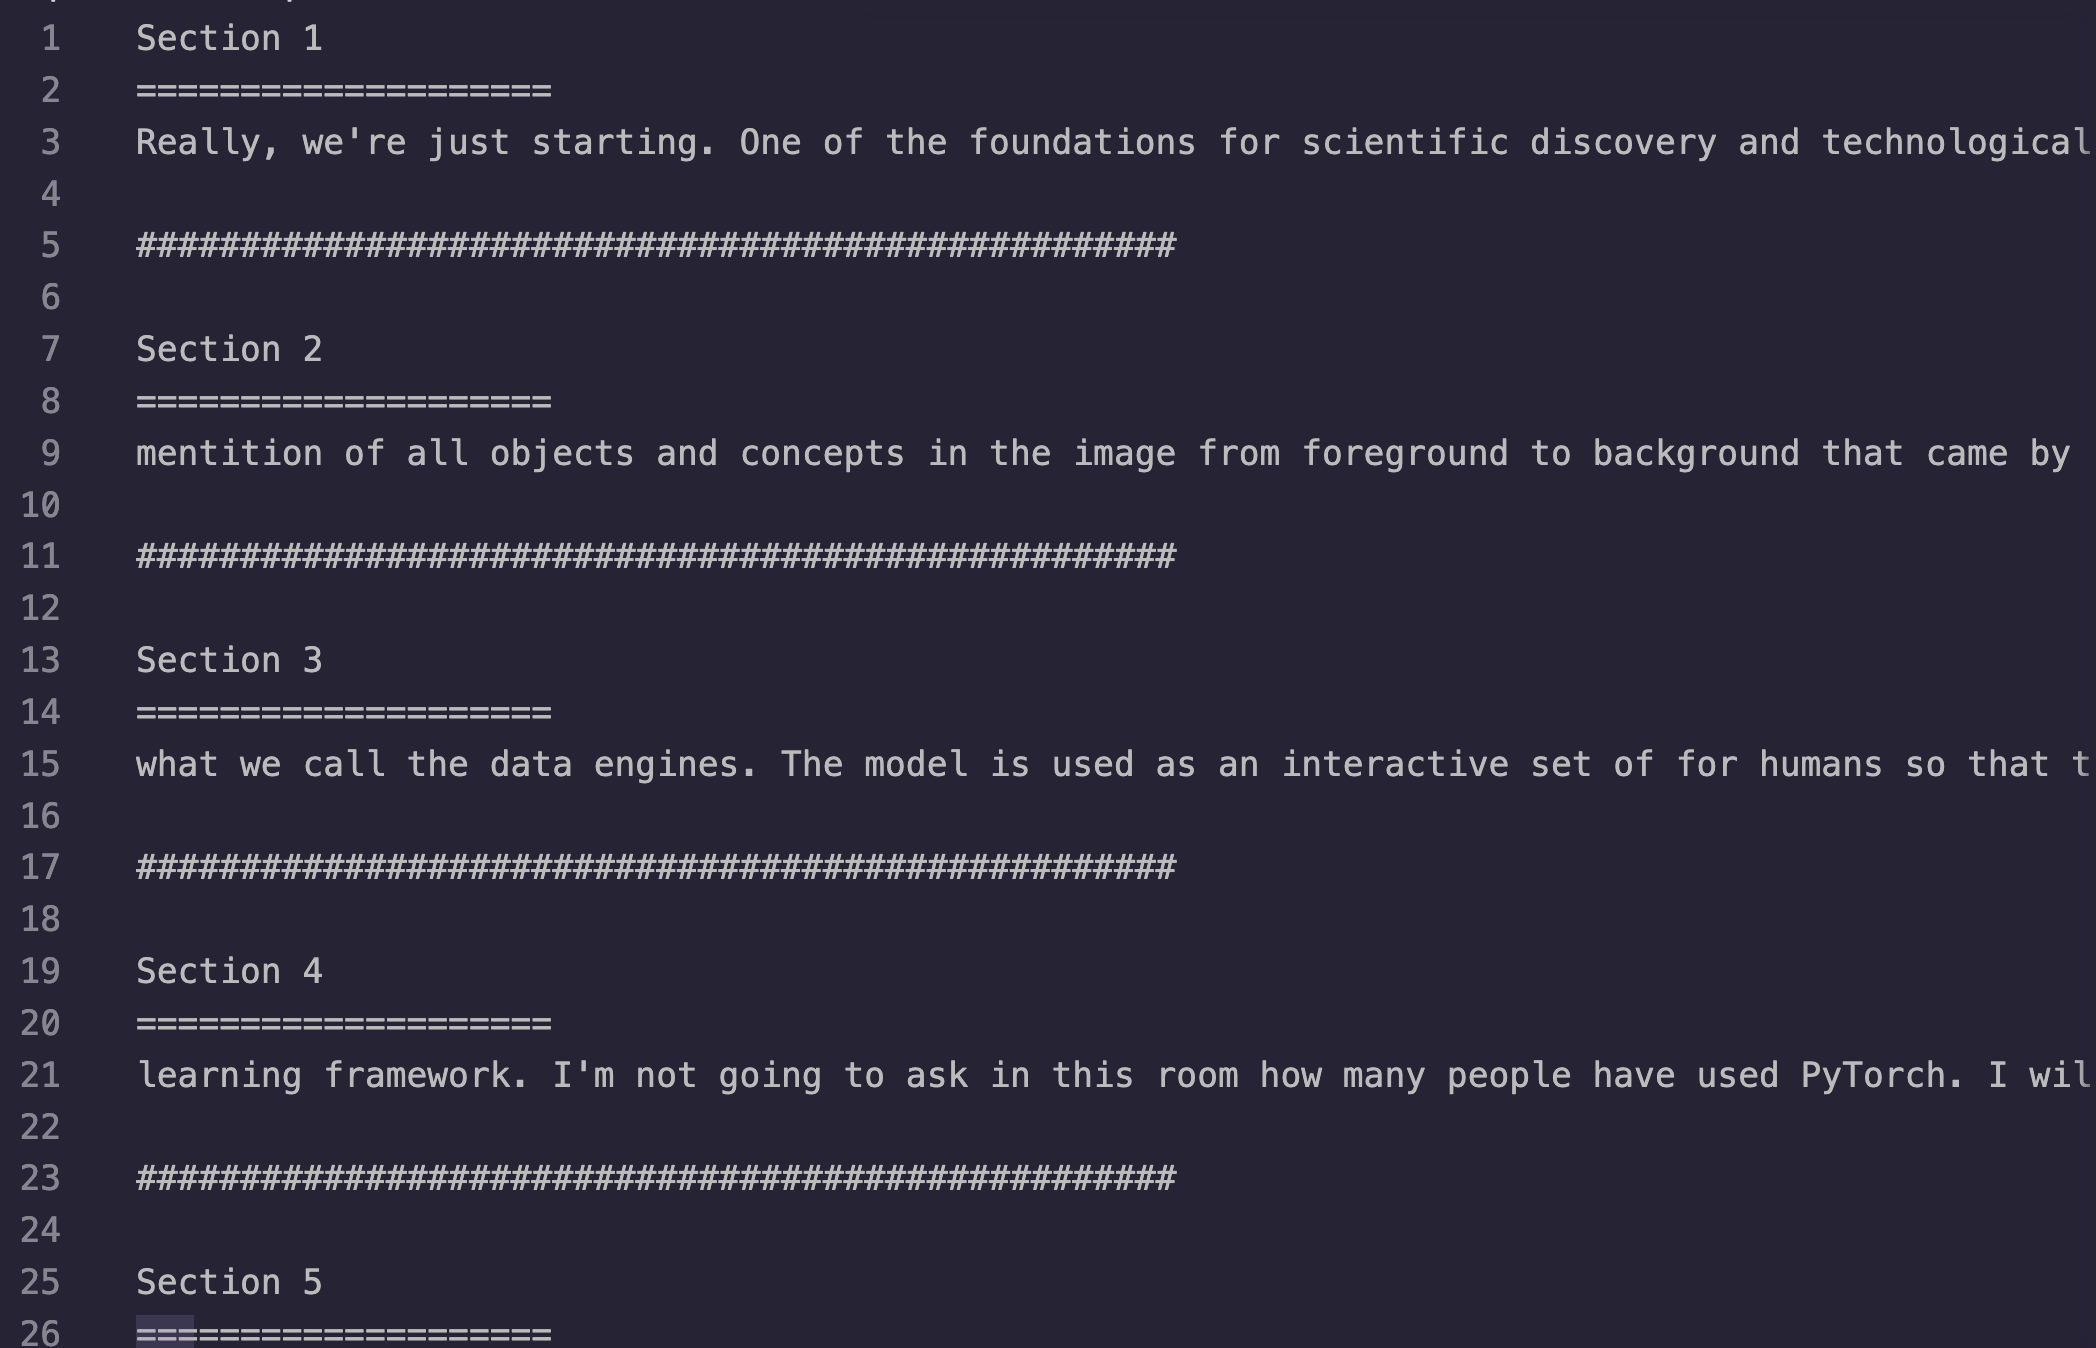 1 Section 1
2 ====================
3 Really, we're just starting. One of the foundations for scientific discovery and technological
4
5 ##################################################
6
7 Section 2
8 ====================
9 mentition of all objects and concepts in the image from foreground to background that came by
10
11 ##################################################
12
13 Section 3
14 ====================
15 what we call the data engines. The model is used as an interactive set of for humans so that t
16
17 ##################################################
18
19 Section 4
20 ====================
21 learning framework. I'm not going to ask in this room how many people have used PyTorch. I wil
22
23 ##################################################
24
25 Section 5
26 ====================